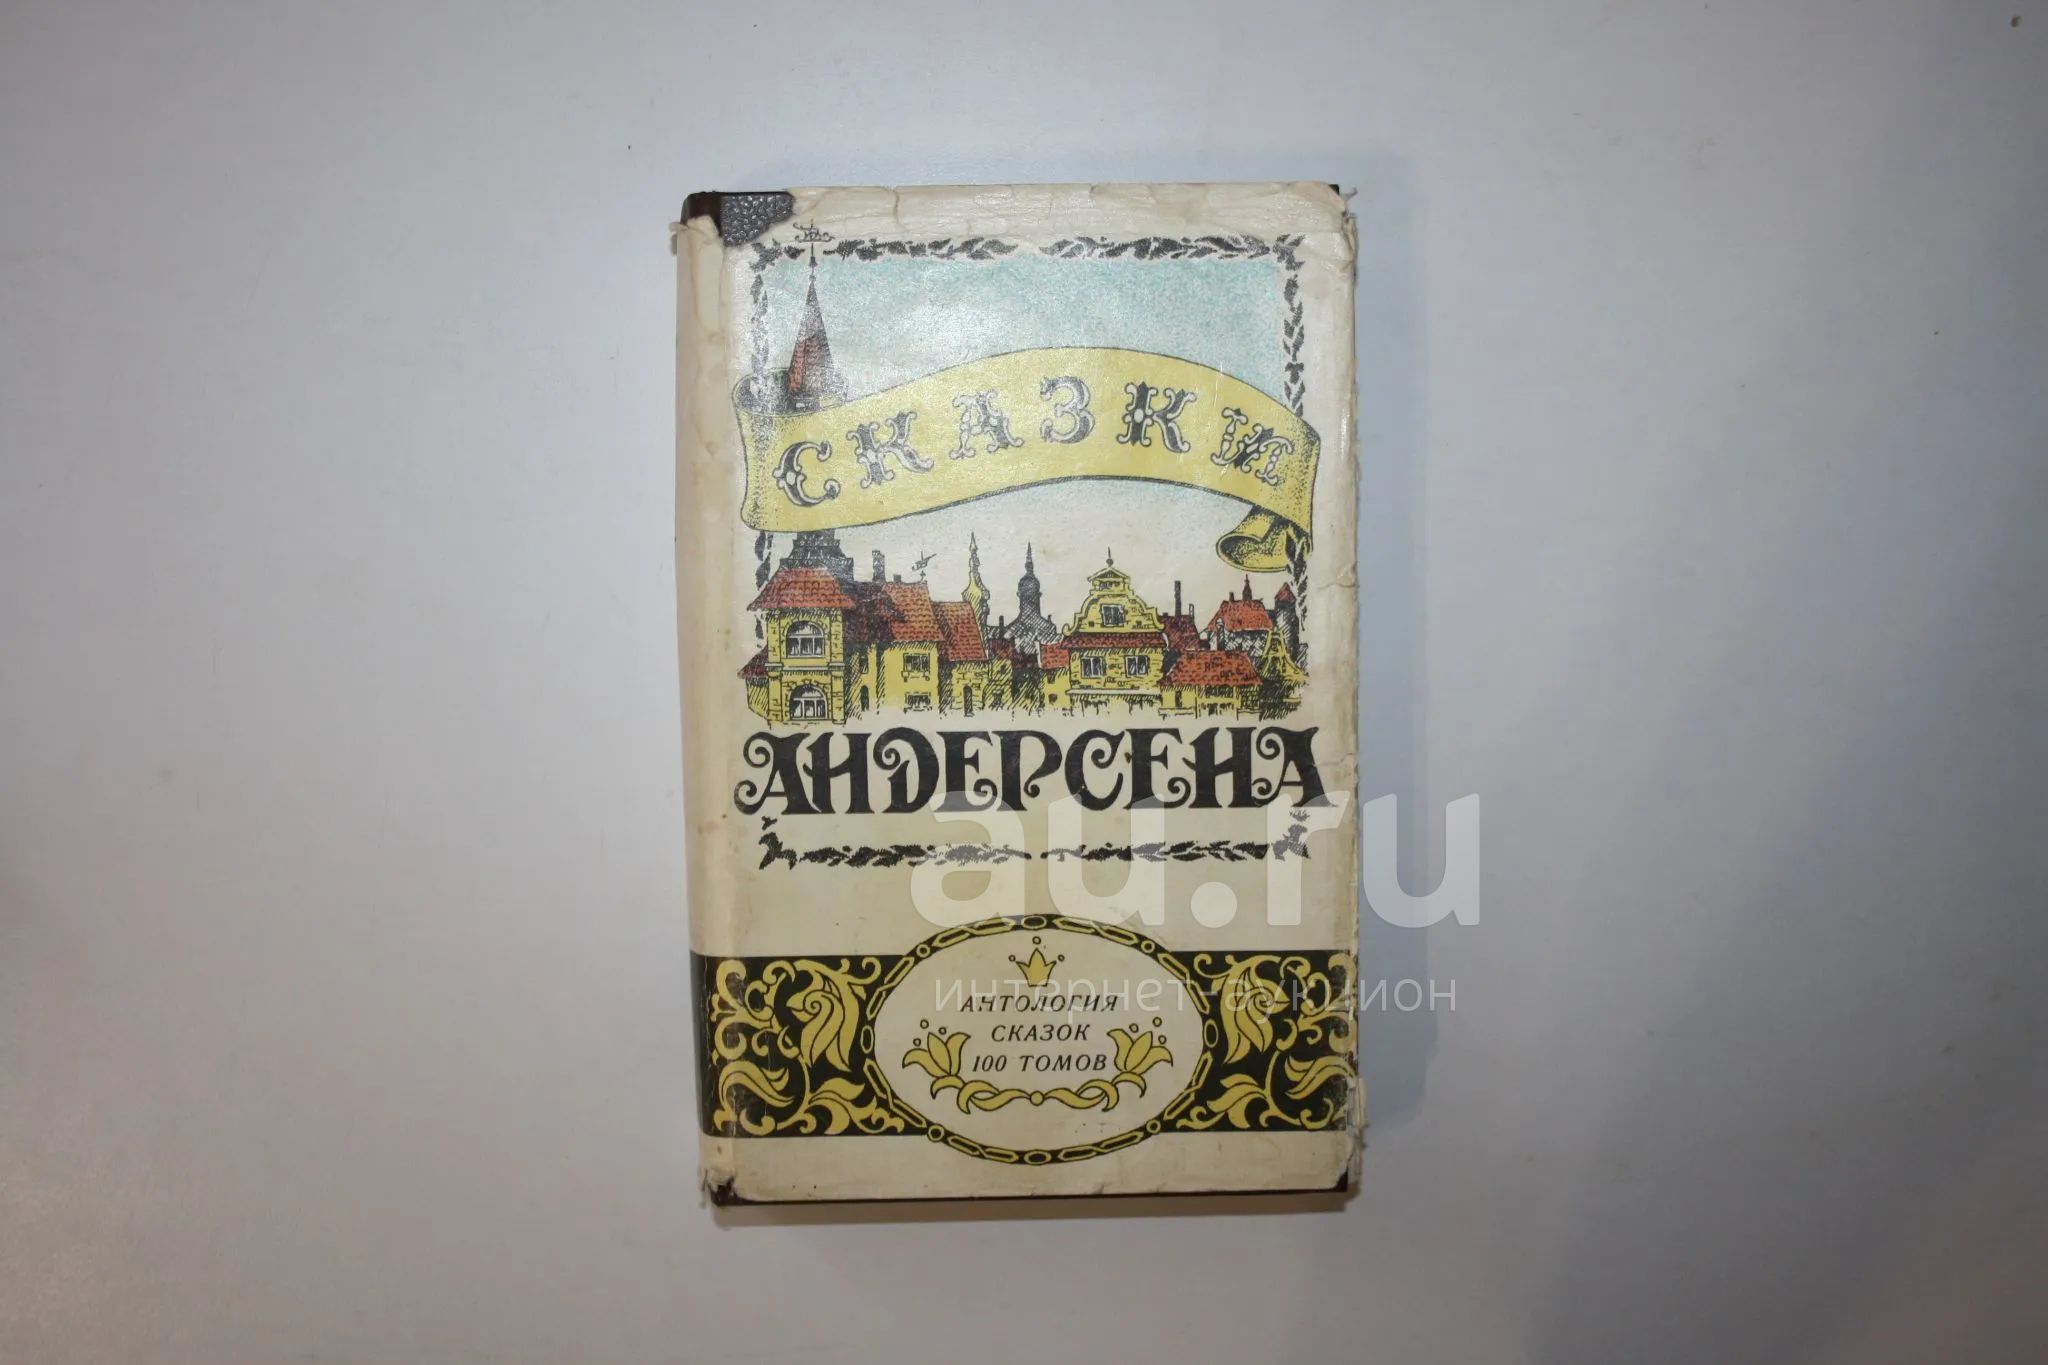 СКАЗКИ
АНДЕРСЕНА
au.ru
интернет-аукцион
АНТОЛОГИЯ
СКАЗОК
100 ТОМОВ